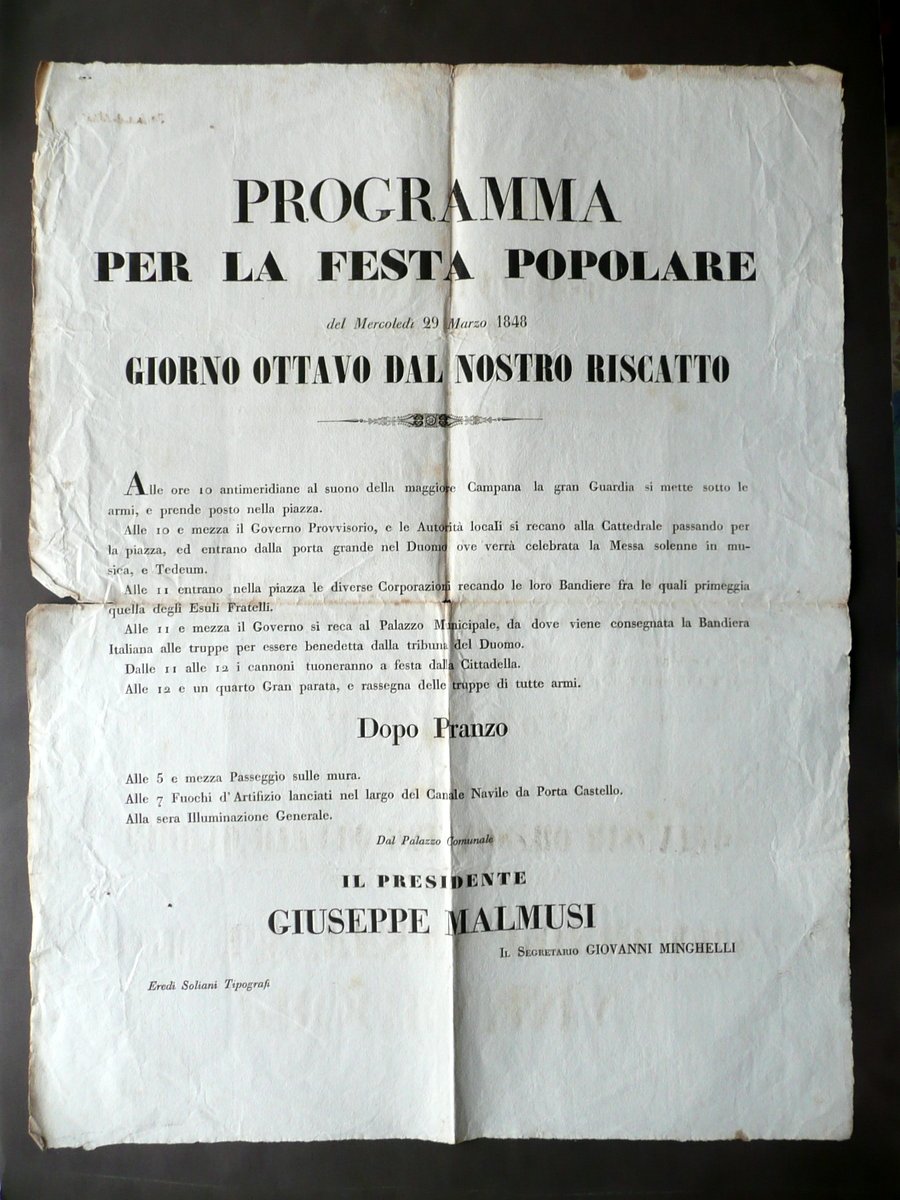 PROGRAMMA
PER LA FESTA POPOLARE
del Mercoledì 29 Marzo 1848
GIORNO OTTAVO DAL NOSTRO RISCATTO
Alle ore 10 antimeridiane al suono della maggiore Campana la gran Guardia si mette sotto le
armi, e prende posto nella piazza.
Alle 10 e mezza il Governo Provvisorio, e le Autorità locali si recano alla Cattedrale passando per
la piazza, ed entrano dalla porta grande nel Duomo ove verrà celebrata la Messa solenne in mu-
sica, e Tedeum.
Alle 11 entrano nella piazza le diverse Corporazioni recando le loro Bandiere fra le quali primeggia
quella degli Esuli Fratelli.
Alle 11 e mezza il Governo si reca al Palazzo Municipale, da dove viene consegnata la Bandiera
Italiana alle truppe per essere benedetta dalla tribuna del Duomo.
Dalle 11 alle 12 i cannoni tuoneranno a festa dalla Cittadella.
Alle 12 e un quarto Gran parata, e rassegna delle truppe di tutte armi.
Dopo Pranzo
Alle 5 e mezza Passeggio sulle mura.
Alle 7 Fuochi d'Artifizio lanciati nel largo del Canale Navile da Porta Castello.
Alla sera Illuminazione Generale.
Dal Palazzo Comunale
IL PRESIDENTE
GIUSEPPE MALMUSI
IL SEGRETARIO GIOVANNI MINGHELLI
Eredi Soliani Tipografi